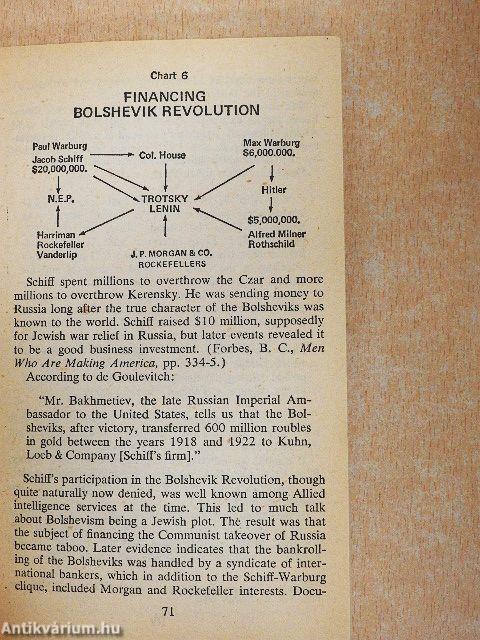 Chart 6
FINANCING
BOLSHEVIK REVOLUTION
Paul Warburg
Jacob Schiff
$20,000,000.
Col. House
Max Warburg
$6,000.000.
N.E.P.
TROTSKY
LENIN
Hitler
$5,000,000.
Harriman
Rockefeller
Vanderlip
J. P. MORGAN & CO.
ROCKEFELLERS
Alfred Milner
Rothschild
Schiff spent millions to overthrow the Czar and more
millions to overthrow Kerensky. He was sending money to
Russia long after the true character of the Bolsheviks was
known to the world. Schiff raised $10 million, supposedly
for Jewish war relief in Russia, but later events revealed it
to be a good business investment. (Forbes, B. C., Men
Who Are Making America, pp. 334-5.)
According to de Goulevitch:
"Mr. Bakhmetiev, the late Russian Imperial Am-
bassador to the United States, tells us that the Bol-
sheviks, after victory, transferred 600 million roubles
in gold between the years 1918 and 1922 to Kuhn,
Loeb & Company [Schiff's firm]."
Schiff's participation in the Bolshevik Revolution, though
quite naturally now denied, was well known among Allied
intelligence services at the time. This led to much talk
about Bolshevism being a Jewish plot. The result was that
the subject of financing the Communist takeover of Russia
became taboo. Later evidence indicates that the bankroll-
ing of the Bolsheviks was handled by a syndicate of inter-
national bankers, which in addition to the Schiff-Warburg
clique, included Morgan and Rockefeller interests. Docu-
71
Antikvárium.hu